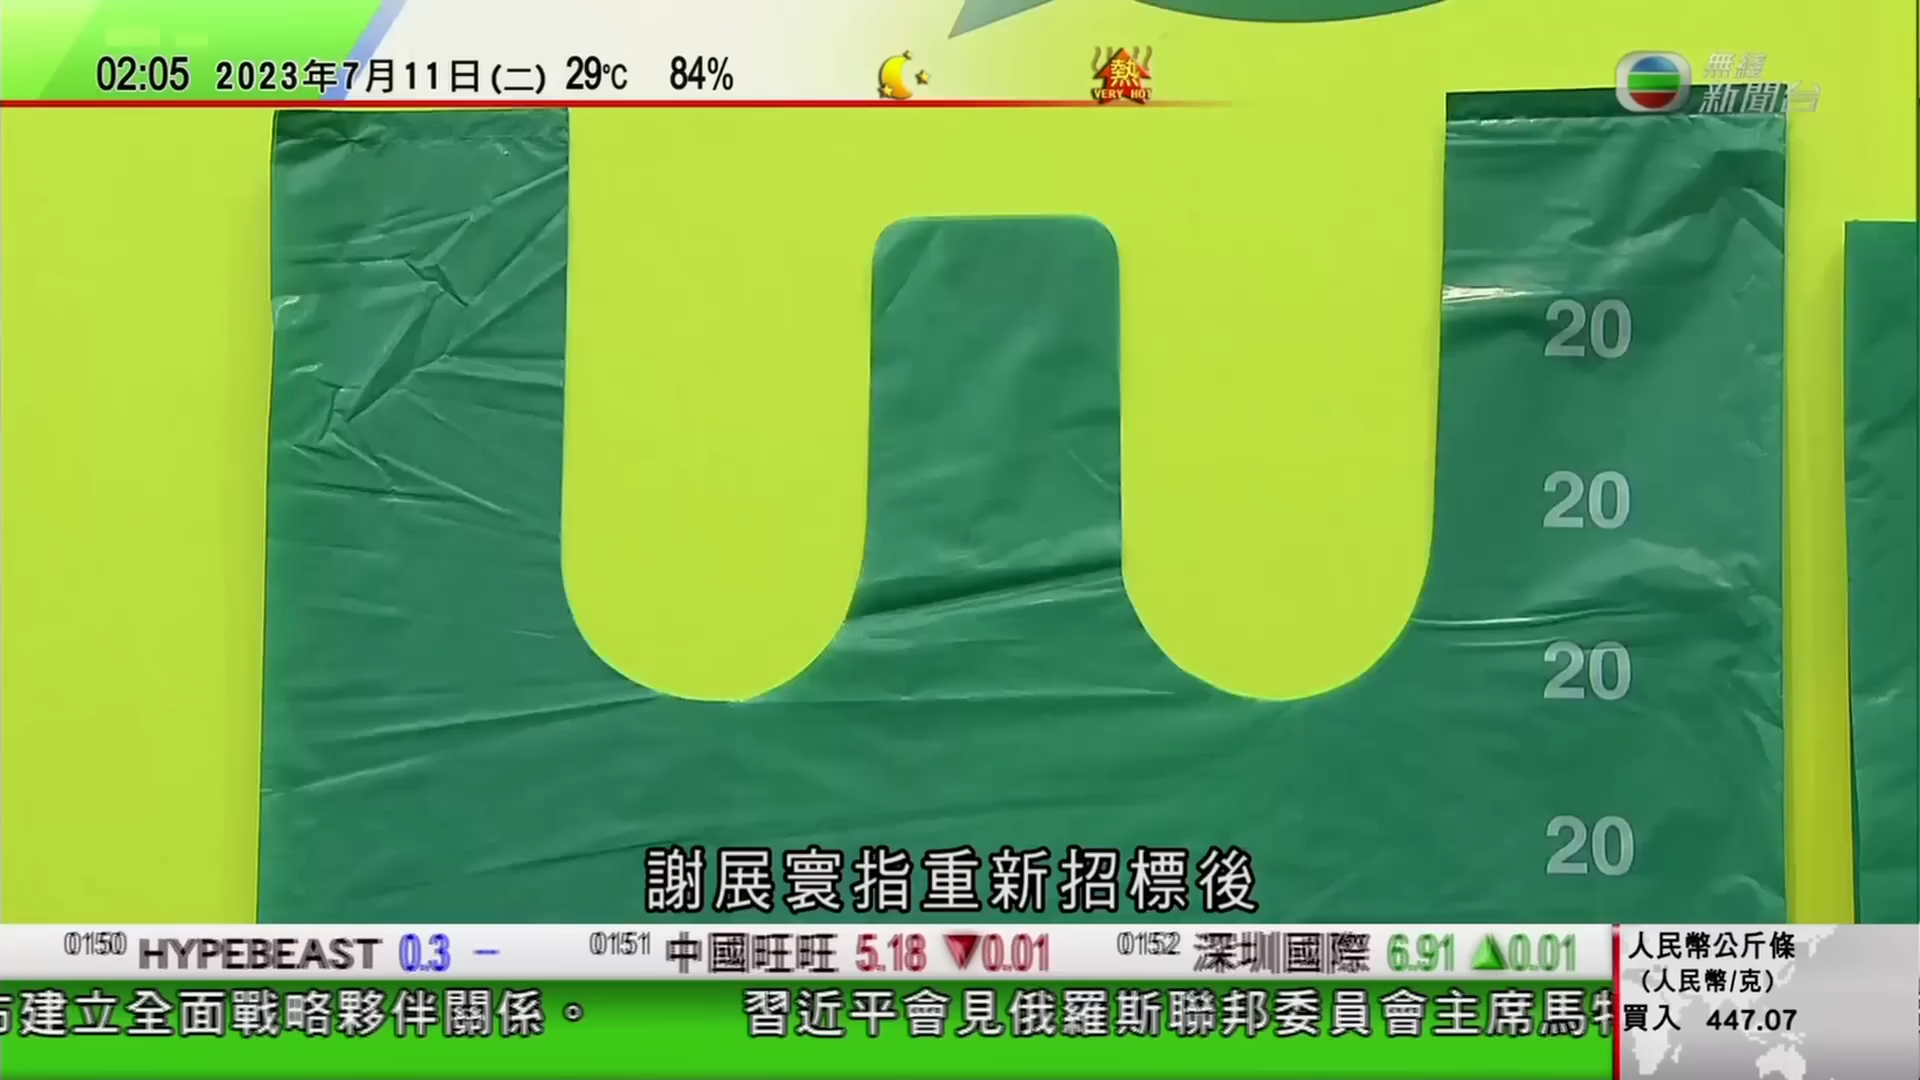 02:05 2023年7月11日(二) 29℃ 84%
熱
VERY HOT
無綫
新聞台
20
20
20
20
謝展寰指重新招標後
0150 HYPEBEAST 0.3 –
0151 中國旺旺 5.18 ▼0.01
0152 深圳國際 6.91 ▲0.01
人民幣公斤條
(人民幣/克)
買入 447.07
建立全面戰略夥伴關係。 習近平會見俄羅斯聯邦委員會主席馬